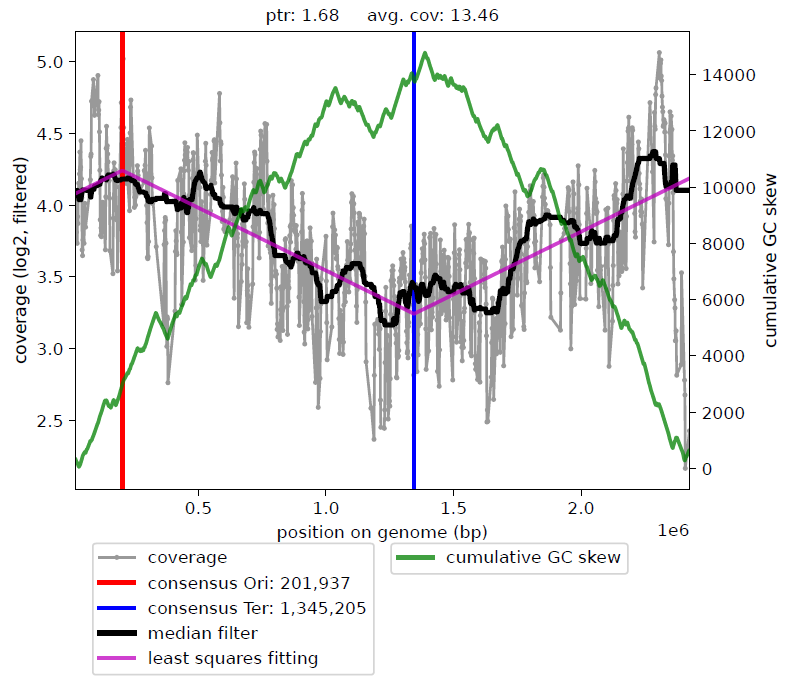 ptr: 1.68 avg. cov: 13.46
5.0
4.5
4.0
3.5
3.0
2.5
coverage (log2, filtered)
14000
12000
10000
8000
6000
4000
2000
0
cumulative GC skew
0.5 1.0 1.5 2.0
position on genome (bp)
1e6
coverage
consensus Ori: 201,937
consensus Ter: 1,345,205
median filter
least squares fitting
cumulative GC skew